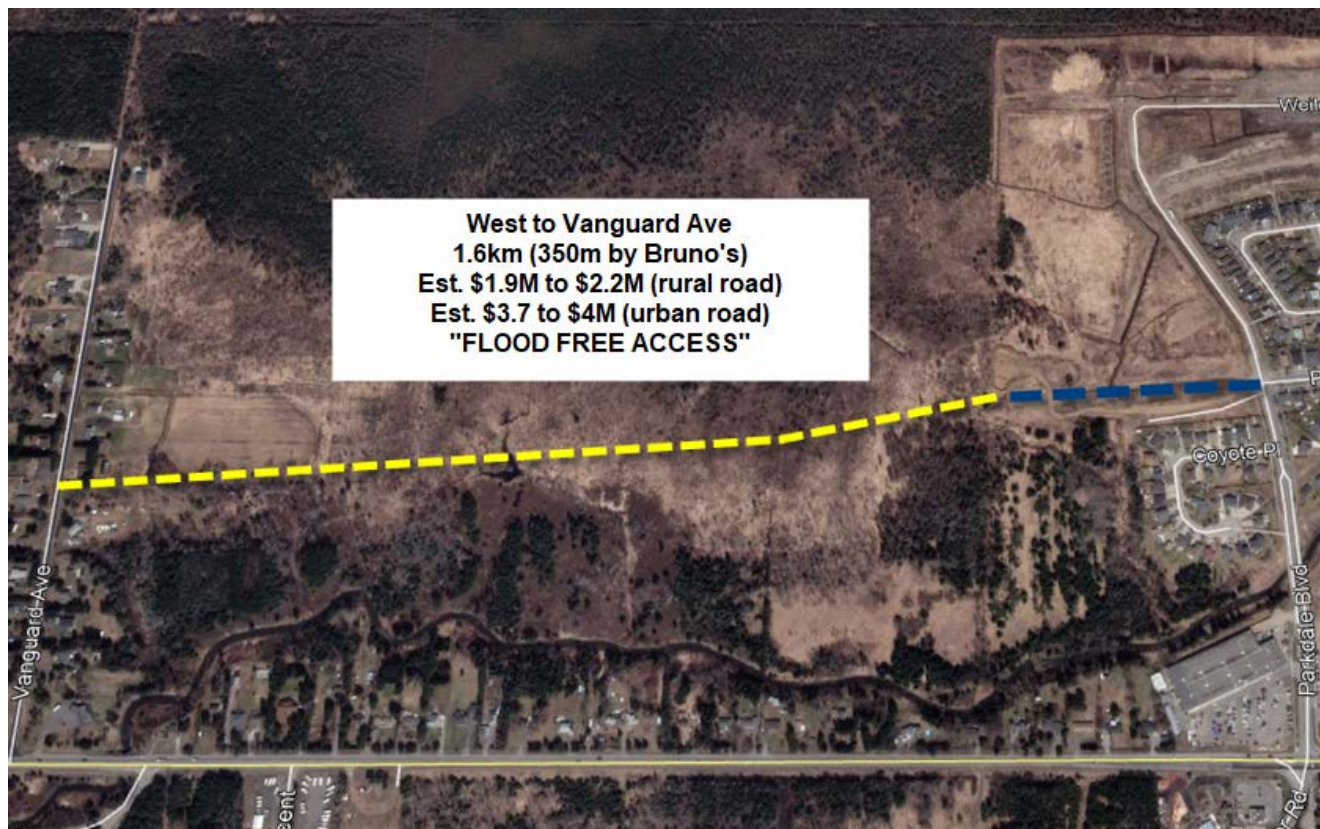 West to Vanguard Ave
1.6km (350m by Bruno's)
Est. $1.9M to $2.2M (rural road)
Est. $3.7 to $4M (urban road)
"FLOOD FREE ACCESS"
Coyote Pl
Vanguard Ave
Parkdale Blvd